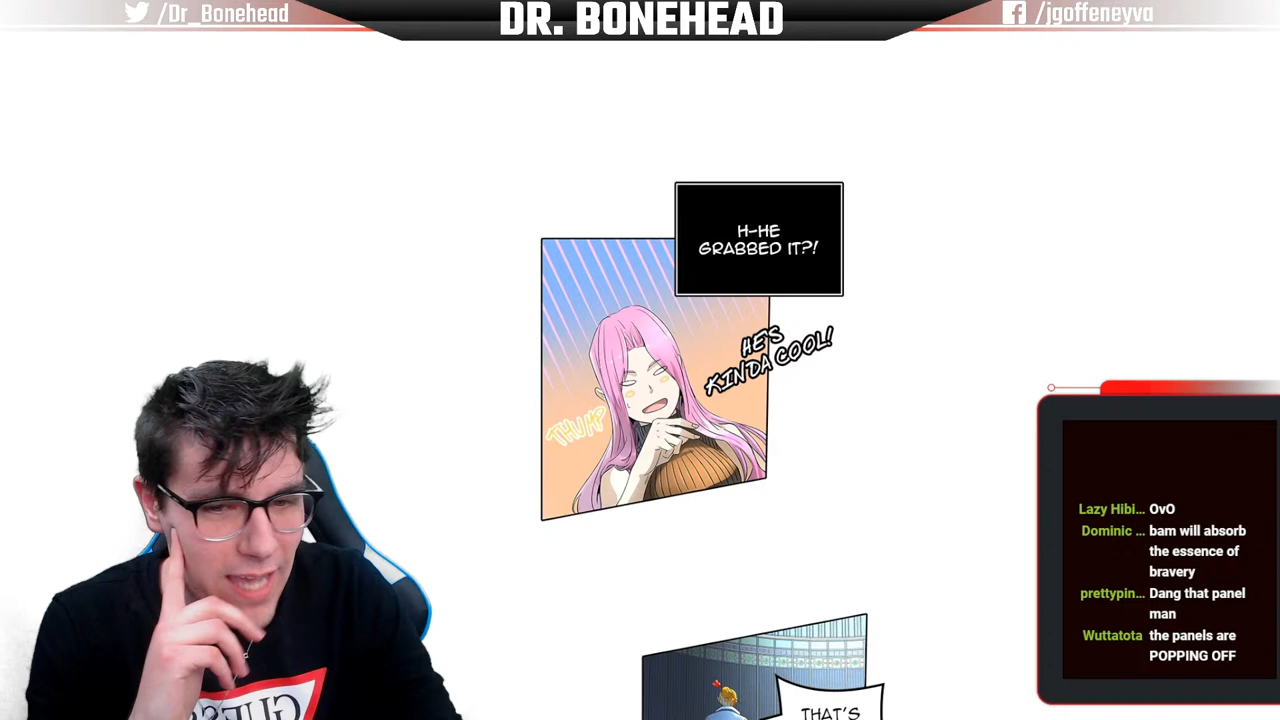 /Dr_Bonehead
DR. BONEHEAD
/jgoffeneyva
H-HE
GRABBED IT?!
HE'S
KINDA COOL!
THUMP
THAT'S
Lazy Hibi... OvO
Dominic ... bam will absorb
the essence of
bravery
prettypin... Dang that panel
man
Wuttatota the panels are
POPPING OFF